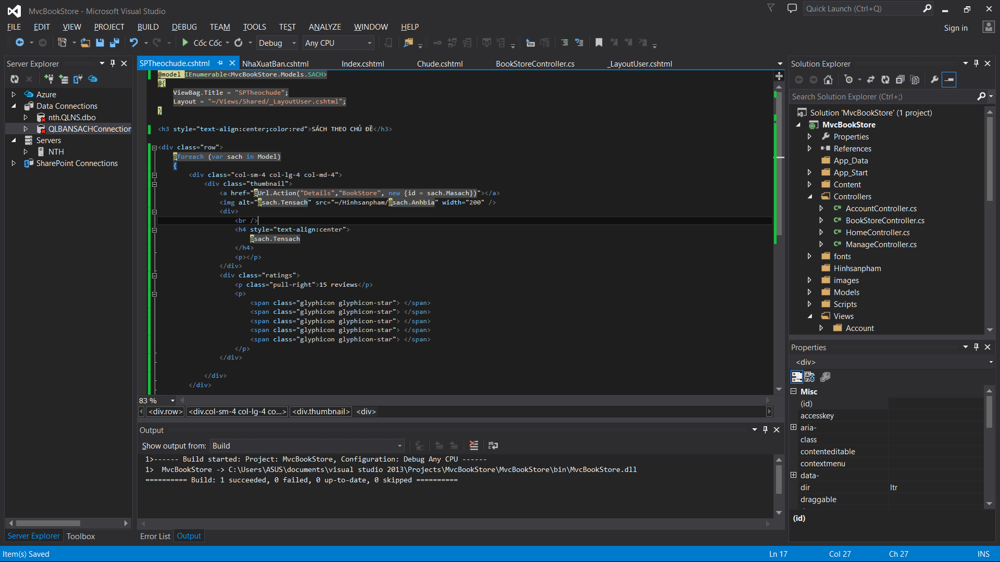 MvcBookStore - Microsoft Visual Studio
Quick Launch (Ctrl+Q)
FILE EDIT VIEW PROJECT BUILD DEBUG TEAM TOOLS TEST ANALYZE WINDOW HELP
Sign in
Cốc Cốc Debug Any CPU
Server Explorer
Azure
Data Connections
nth.QLNS.dbo
QLBANSACHConnection
Servers
NTH
SharePoint Connections
Server Explorer Toolbox
SPTheochude.cshtml NhaXuatBan.cshtml Index.cshtml Chude.cshtml BookStoreController.cs _LayoutUser.cshtml
@model IEnumerable<MvcBookStore.Models.SACH>
@{
ViewBag.Title = "SPTheochude";
Layout = "~/Views/Shared/_LayoutUser.cshtml";
}
<h3 style="text-align:center;color:red">SÁCH THEO CHỦ ĐỀ</h3>
<div class="row">
@foreach (var sach in Model)
{
<div class="col-sm-4 col-lg-4 col-md-4">
<div class="thumbnail">
<a href="@Url.Action("Details","BookStore", new {id = sach.Masach})"></a>
<img alt="@sach.Tensach" src="~/Hinhsanpham/@sach.Anhbia" width="200" />
<div>
<br />
<h4 style="text-align:center">
@sach.Tensach
</h4>
<p></p>
</div>
<div class="ratings">
<p class="pull-right">15 reviews</p>
<p>
<span class="glyphicon glyphicon-star"> </span>
<span class="glyphicon glyphicon-star"> </span>
<span class="glyphicon glyphicon-star"> </span>
<span class="glyphicon glyphicon-star"> </span>
<span class="glyphicon glyphicon-star"> </span>
</p>
</div>
</div>
</div>
83 %
<div.row> <div.col-sm-4 col-lg-4 co...> <div.thumbnail> <div>
Output
Show output from: Build
1>------ Build started: Project: MvcBookStore, Configuration: Debug Any CPU ------
1>  MvcBookStore -> C:\Users\ASUS\documents\visual studio 2013\Projects\MvcBookStore\MvcBookStore\bin\MvcBookStore.dll
========== Build: 1 succeeded, 0 failed, 0 up-to-date, 0 skipped ==========
Error List Output
Solution Explorer
Search Solution Explorer (Ctrl+;)
Solution 'MvcBookStore' (1 project)
MvcBookStore
Properties
References
App_Data
App_Start
Content
Controllers
C# AccountController.cs
C# BookStoreController.cs
C# HomeController.cs
C# ManageController.cs
fonts
Hinhsanpham
images
Models
Scripts
Views
Account
Properties
<div>
Misc
(id)
accesskey
aria-
class
contenteditable
contextmenu
data-
dir ltr
draggable
(id)
Item(s) Saved
Ln 17 Col 27 Ch 27 INS